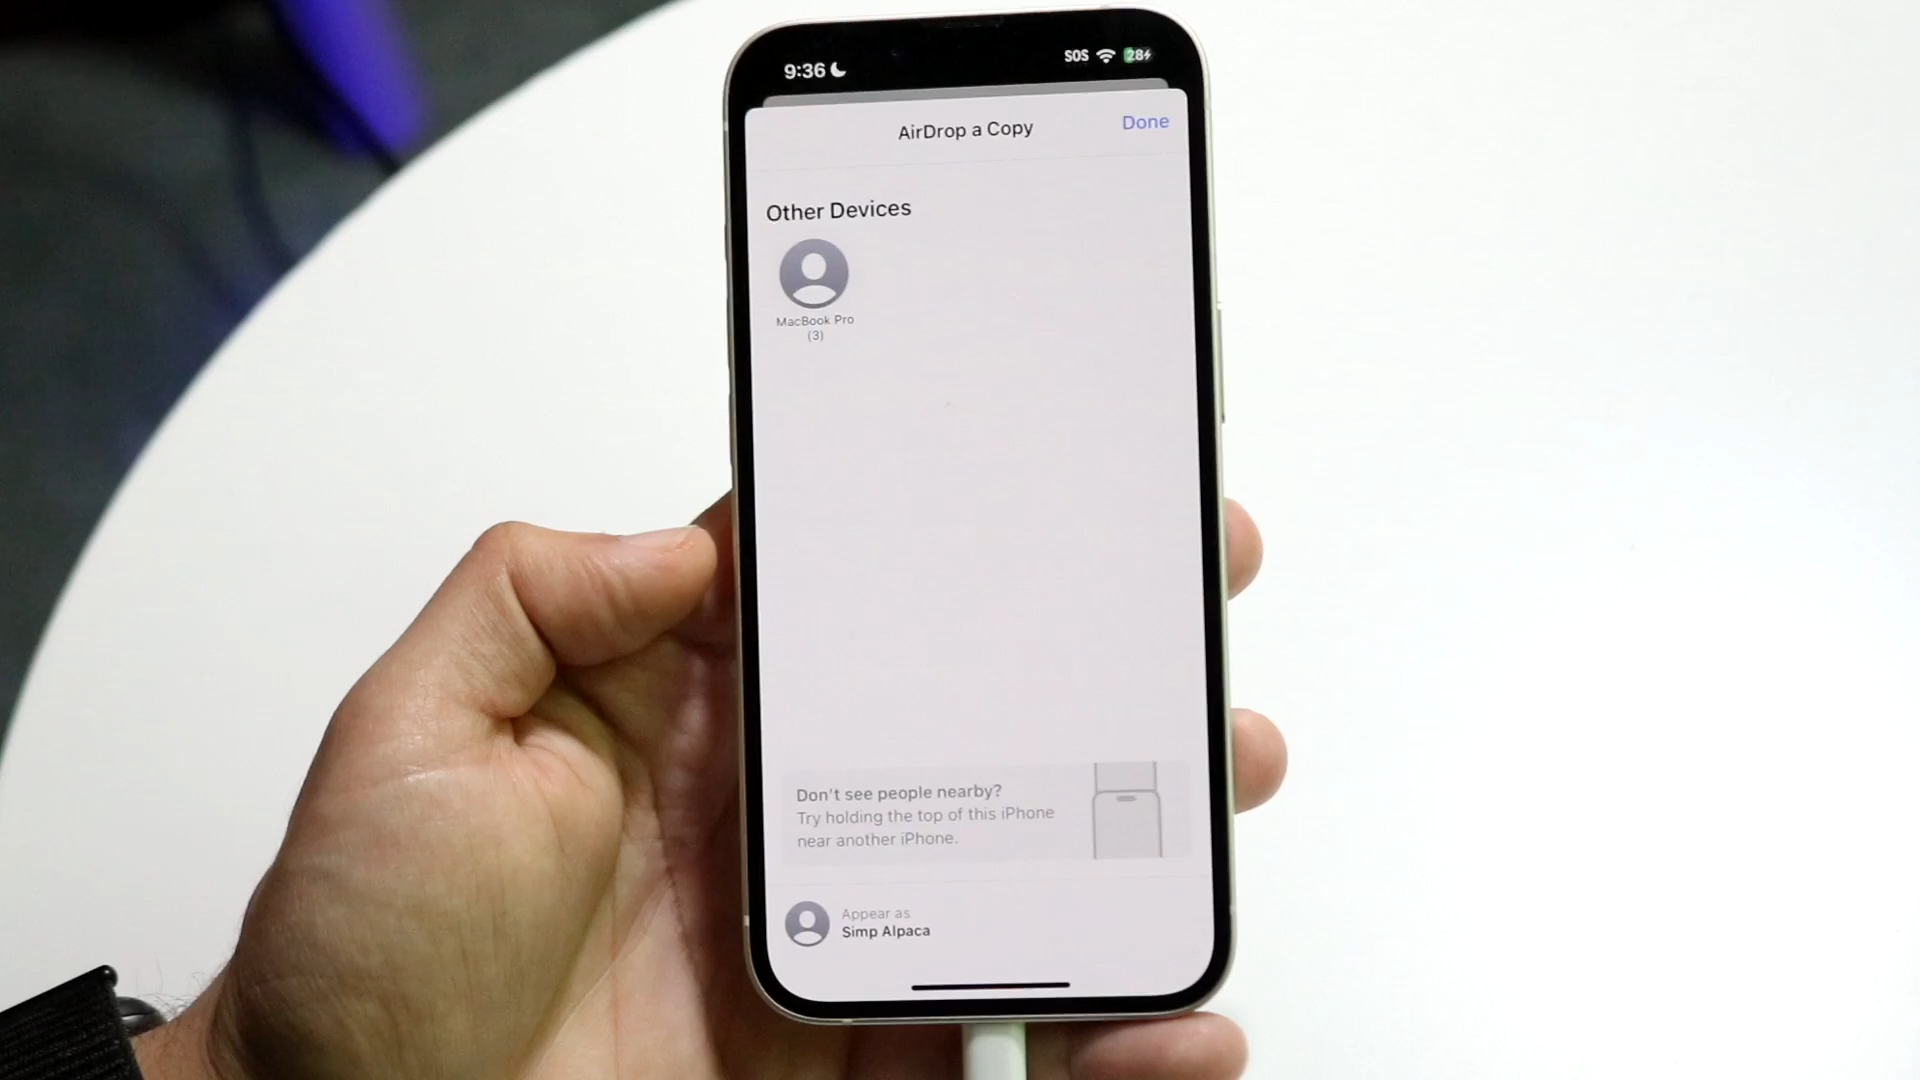 9:36
SOS 28
AirDrop a Copy
Done
Other Devices
MacBook Pro
(3)
Don't see people nearby?
Try holding the top of this iPhone
near another iPhone.
Appear as
Simp Alpaca